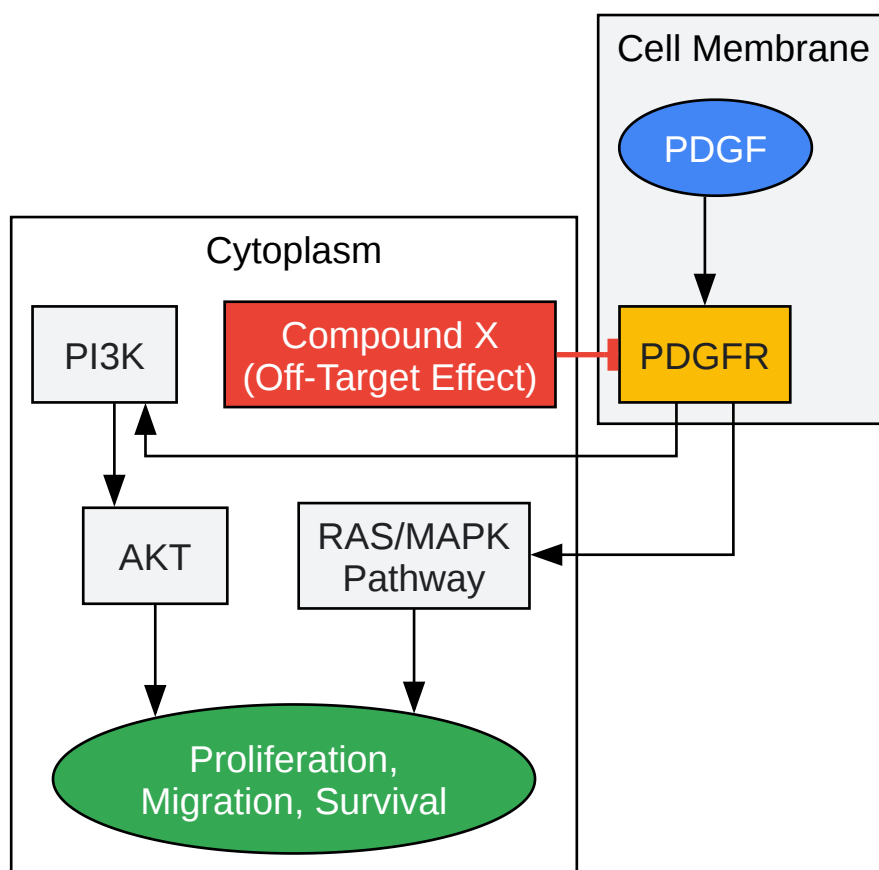 Cell Membrane
PDGF
Cytoplasm
PI3K
Compound X
(Off-Target Effect)
PDGFR
AKT
RAS/MAPK
Pathway
Proliferation,
Migration, Survival